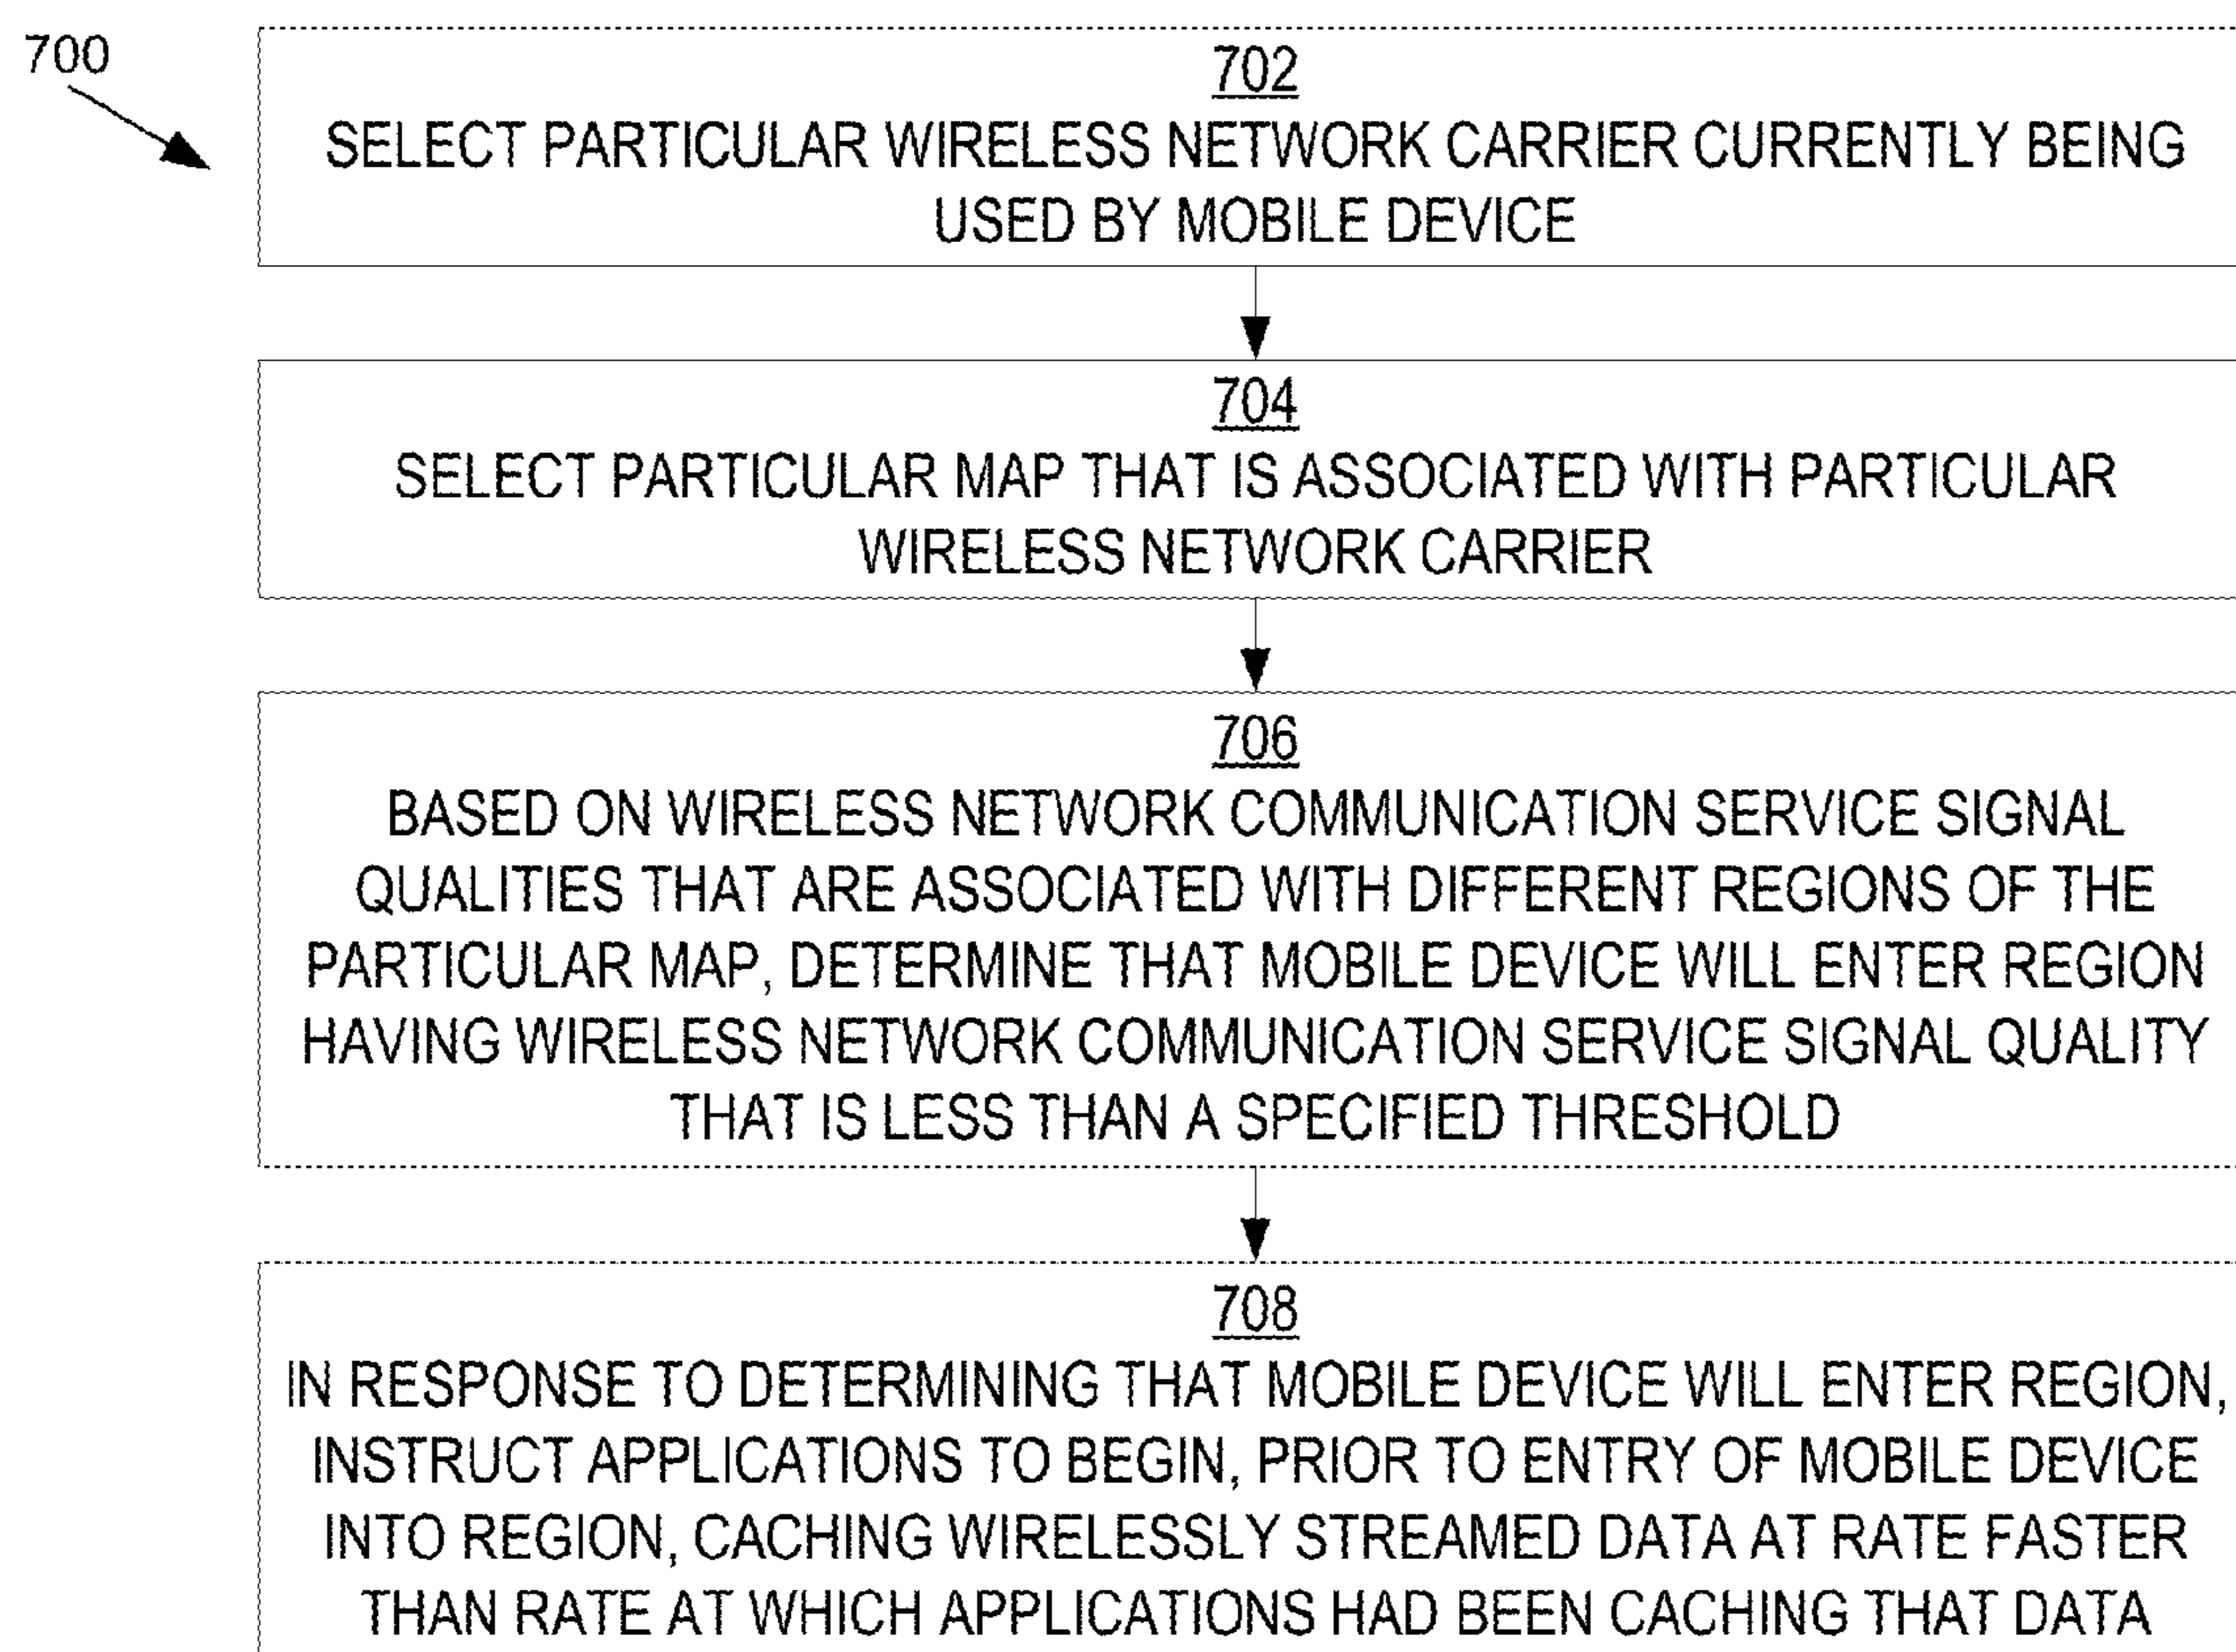 700
702
SELECT PARTICULAR WIRELESS NETWORK CARRIER CURRENTLY BEING
USED BY MOBILE DEVICE
704
SELECT PARTICULAR MAP THAT IS ASSOCIATED WITH PARTICULAR
WIRELESS NETWORK CARRIER
706
BASED ON WIRELESS NETWORK COMMUNICATION SERVICE SIGNAL
QUALITIES THAT ARE ASSOCIATED WITH DIFFERENT REGIONS OF THE
PARTICULAR MAP, DETERMINE THAT MOBILE DEVICE WILL ENTER REGION
HAVING WIRELESS NETWORK COMMUNICATION SERVICE SIGNAL QUALITY
THAT IS LESS THAN A SPECIFIED THRESHOLD
708
IN RESPONSE TO DETERMINING THAT MOBILE DEVICE WILL ENTER REGION,
INSTRUCT APPLICATIONS TO BEGIN, PRIOR TO ENTRY OF MOBILE DEVICE
INTO REGION, CACHING WIRELESSLY STREAMED DATA AT RATE FASTER
THAN RATE AT WHICH APPLICATIONS HAD BEEN CACHING THAT DATA